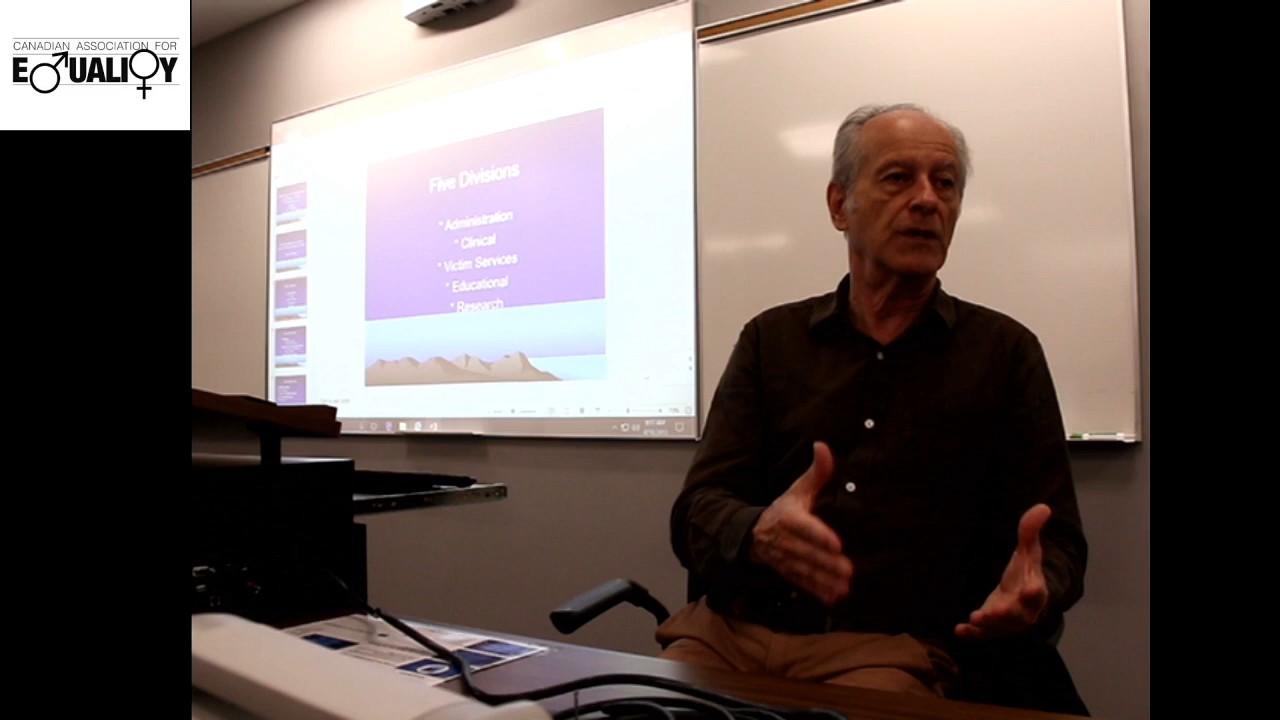 CANADIAN ASSOCIATION FOR
EQUALITY
Five Divisions
* Administration
* Clinical
* Victim Services
* Educational
* Research